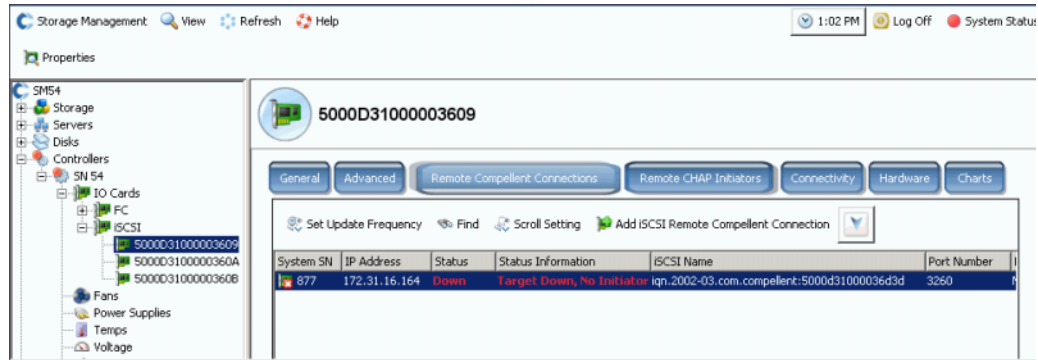 Storage Management View Refresh Help 1:02 PM Log Off System Status
Properties
SM54
Storage
Servers
Disks
Controllers
SN 54
IO Cards
FC
iSCSI
5000D31000003609
5000D3100000360A
5000D3100000360B
Fans
Power Supplies
Temps
Voltage
5000D31000003609
General Advanced Remote Compellent Connections Remote CHAP Initiators Connectivity Hardware Charts
Set Update Frequency Find Scroll Setting Add iSCSI Remote Compellent Connection
System SN IP Address Status Status Information iSCSI Name Port Number
877 172.31.16.164 Down Target Down, No Initiator iqn.2002-03.com.compellent:5000d31000036d3d 3260